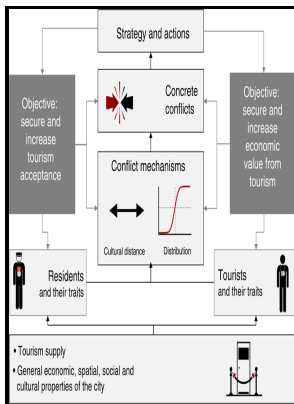 Strategy and actions
Objective:
secure and
increase
tourism
acceptance
Concrete
conflicts
Objective:
secure and
increase
economic
value from
tourism
Conflict mechanisms
Cultural distance
Distribution
Residents
and their traits
Tourists
and their traits
• Tourism supply
• General economic, spatial, social and
cultural properties of the city